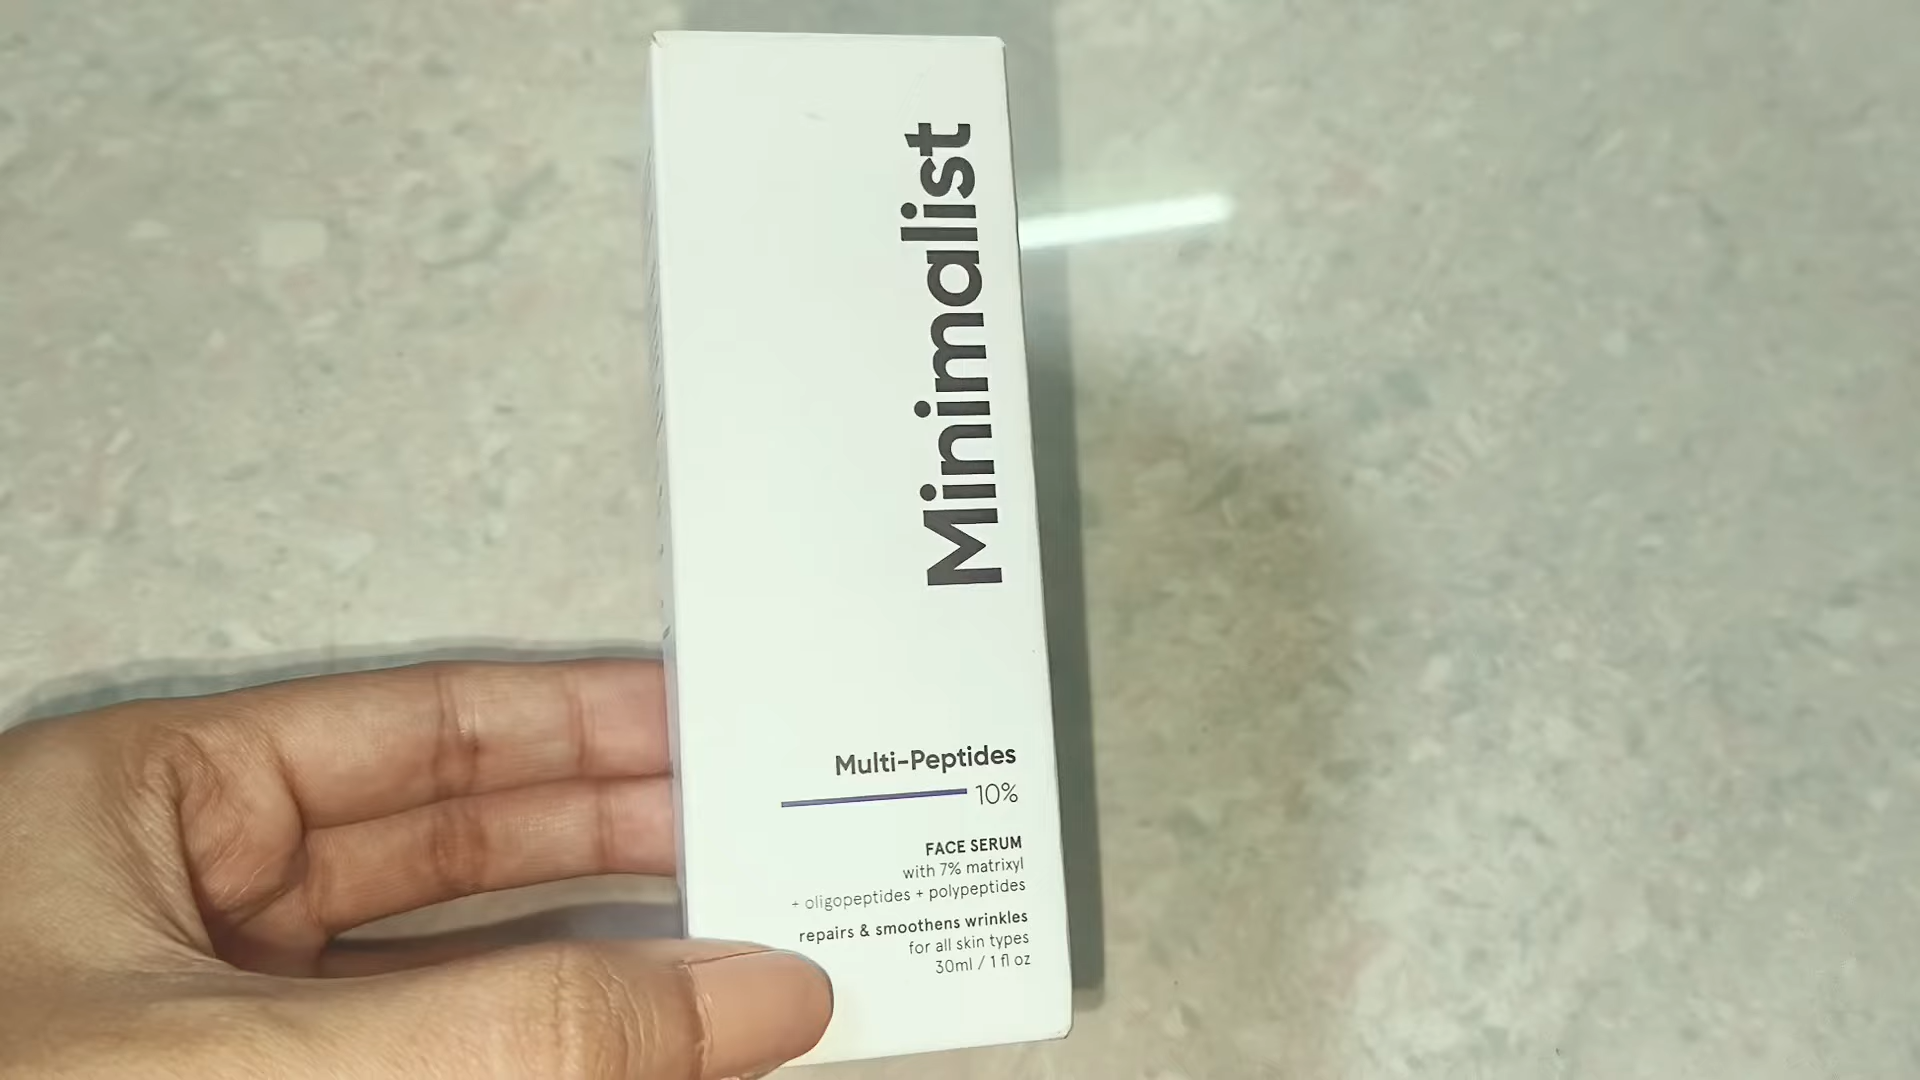 Minimalist
Multi-Peptides
10%
FACE SERUM
with 7% matrixyl
+ oligopeptides + polypeptides
repairs & smoothens wrinkles
for all skin types
30ml / 1 fl oz